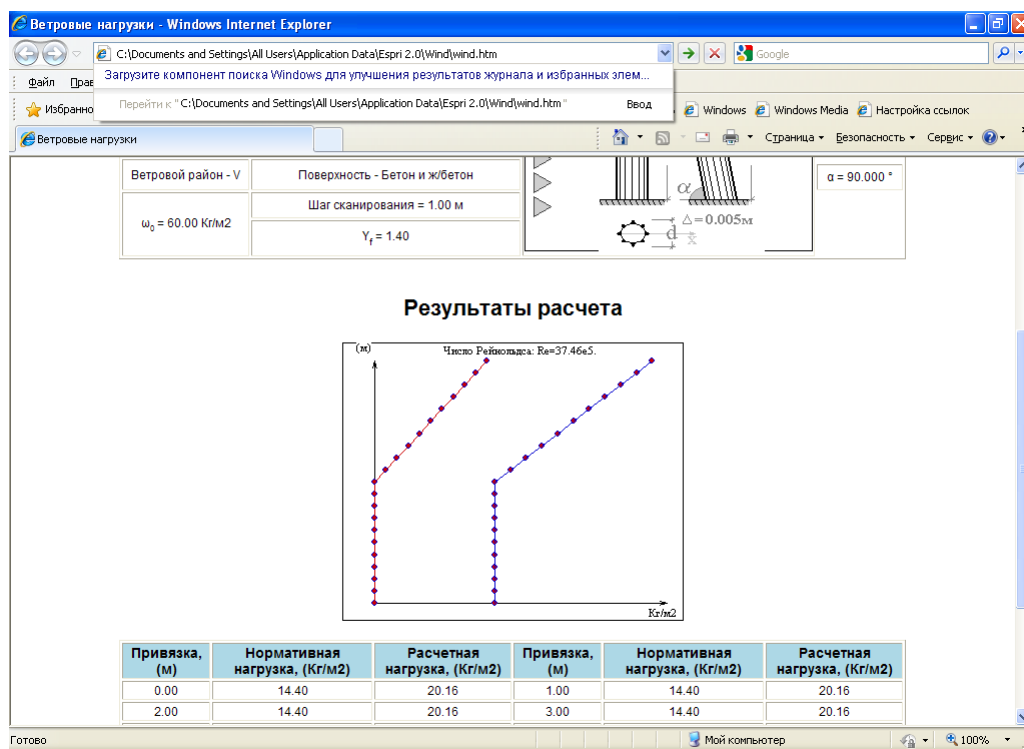 Ветровые нагрузки - Windows Internet Explorer
C:\Documents and Settings\All Users\Application Data\Espri 2.0\Wind\wind.htm
Google
Загрузите компонент поиска Windows для улучшения результатов журнала и избранных элем...
Файл
Перейти к "C:\Documents and Settings\All Users\Application Data\Espri 2.0\Wind\wind.htm"
Ввод
Windows
Windows Media
Настройка ссылок
Ветровые нагрузки
Страница
Безопасность
Сервис
Ветровой район - V
Поверхность - Бетон и ж/бетон
α = 90.000 °
Шаг сканирования = 1.00 м
ω0 = 60.00 Кг/м2
Yf = 1.40
α
Δ=0.005м
d
x
Результаты расчета
(м)
Число Рейнольдса: Re=37.46e5.
Кг/м2
Привязка, (м) Нормативная нагрузка, (Кг/м2) Расчетная нагрузка, (Кг/м2) Привязка, (м) Нормативная нагрузка, (Кг/м2) Расчетная нагрузка, (Кг/м2)
0.00 14.40 20.16 1.00 14.40 20.16
2.00 14.40 20.16 3.00 14.40 20.16
Готово
Мой компьютер
100%